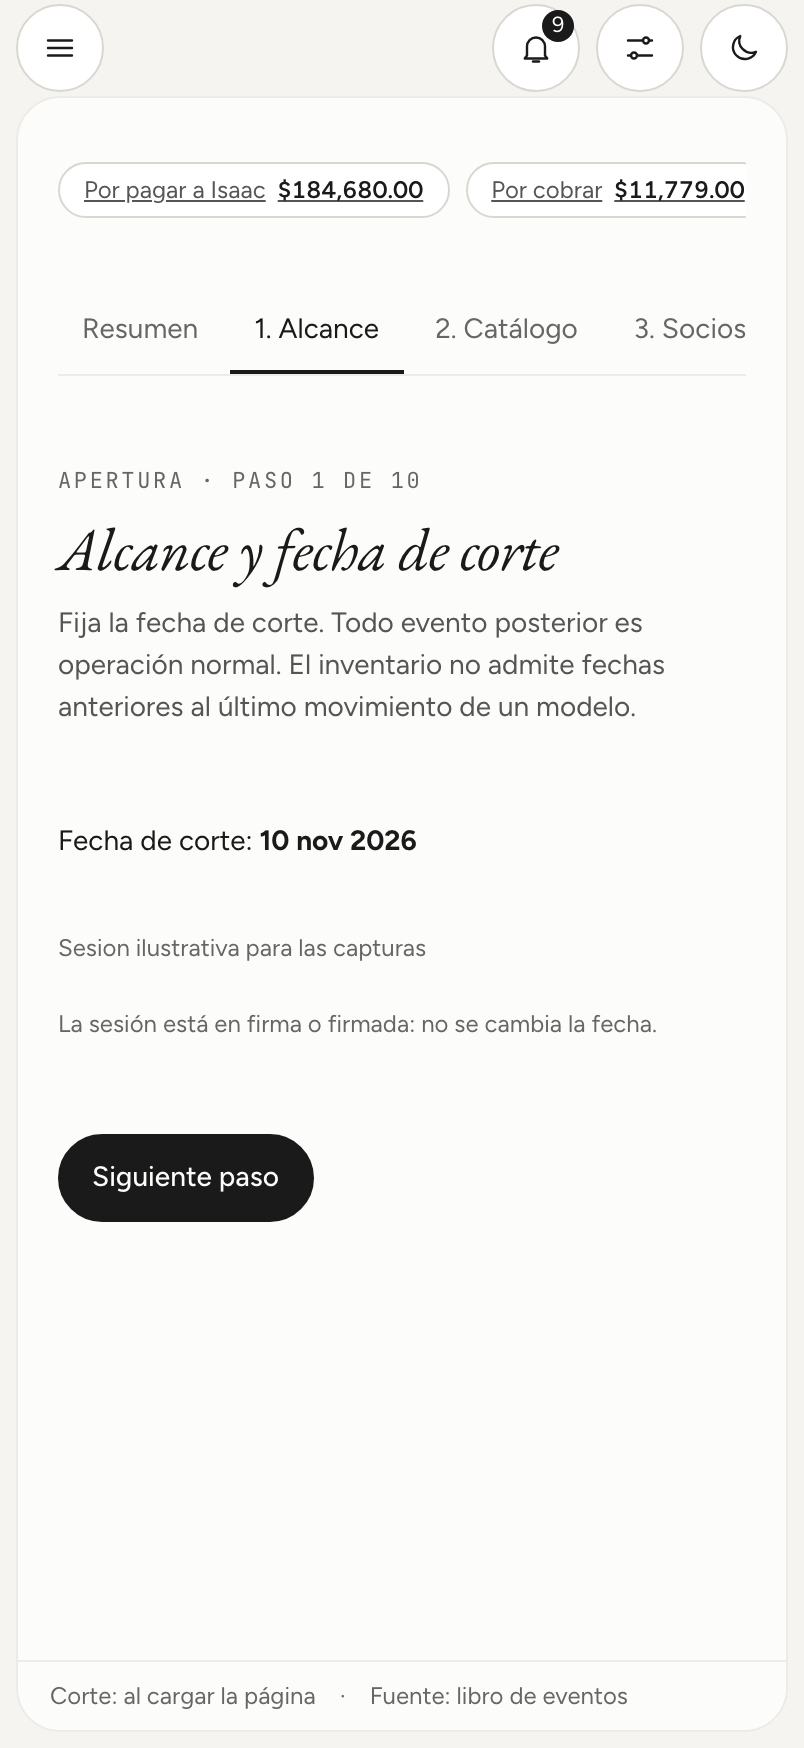 9
Por pagar a Isaac $184,680.00 Por cobrar $11,779.00
Resumen 1. Alcance 2. Catálogo 3. Socios
APERTURA · PASO 1 DE 10
Alcance y fecha de corte
Fija la fecha de corte. Todo evento posterior es
operación normal. El inventario no admite fechas
anteriores al último movimiento de un modelo.
Fecha de corte: 10 nov 2026
Sesion ilustrativa para las capturas
La sesión está en firma o firmada: no se cambia la fecha.
Siguiente paso
Corte: al cargar la página · Fuente: libro de eventos